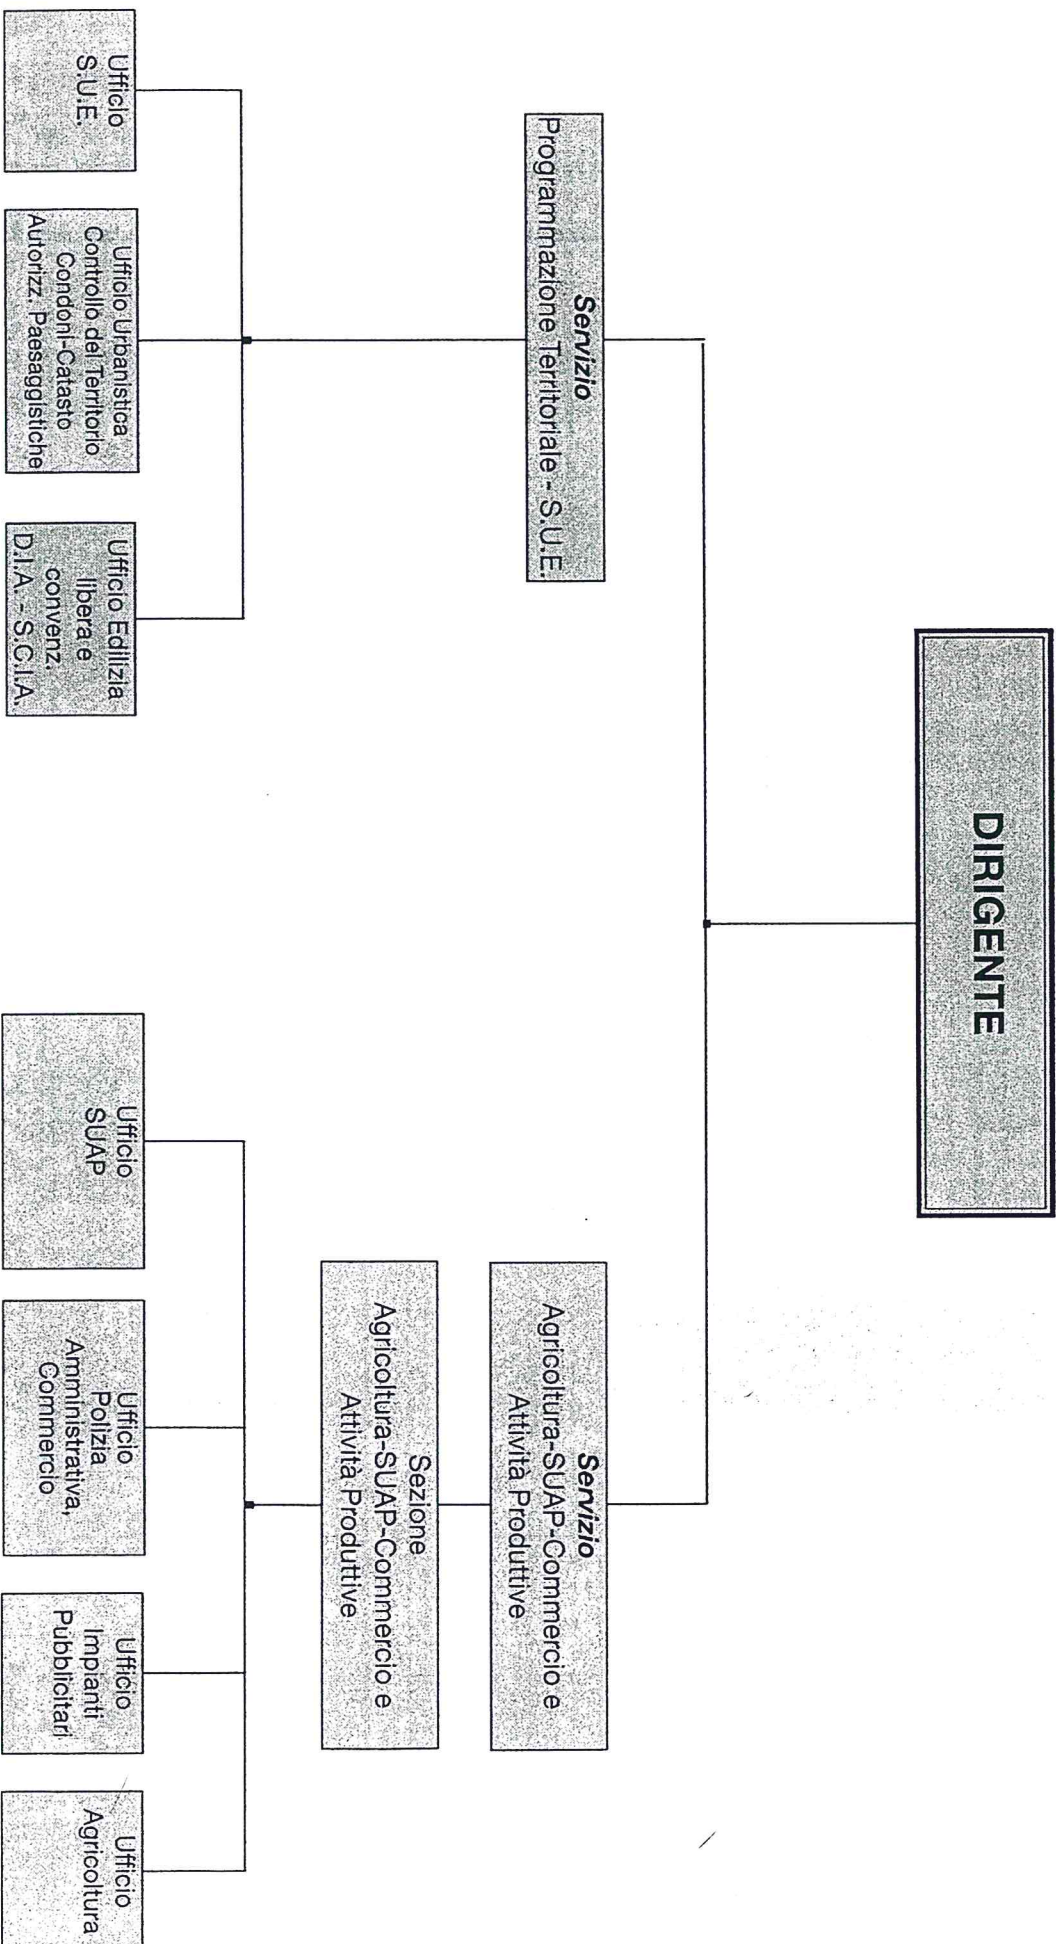 DIRIGENTE
Servizio
Programmazione Territoriale - S.U.E.
Servizio
Agricoltura-SUAP-Commercio e
Attività Produttive
Sezione
Agricoltura-SUAP-Commercio e
Attività Produttive
Ufficio
S.U.E.
Ufficio Urbanistica
Controllo del Territorio
Condoni-Catasto
Autorizz. Paesaggistiche
Ufficio Edilizia
libera e
convenz.
D.I.A. - S.C.I.A.
Ufficio
SUAP
Ufficio
Polizia
Amministrativa,
Commercio
Ufficio
Impianti
Pubblicitari
Ufficio
Agricoltura